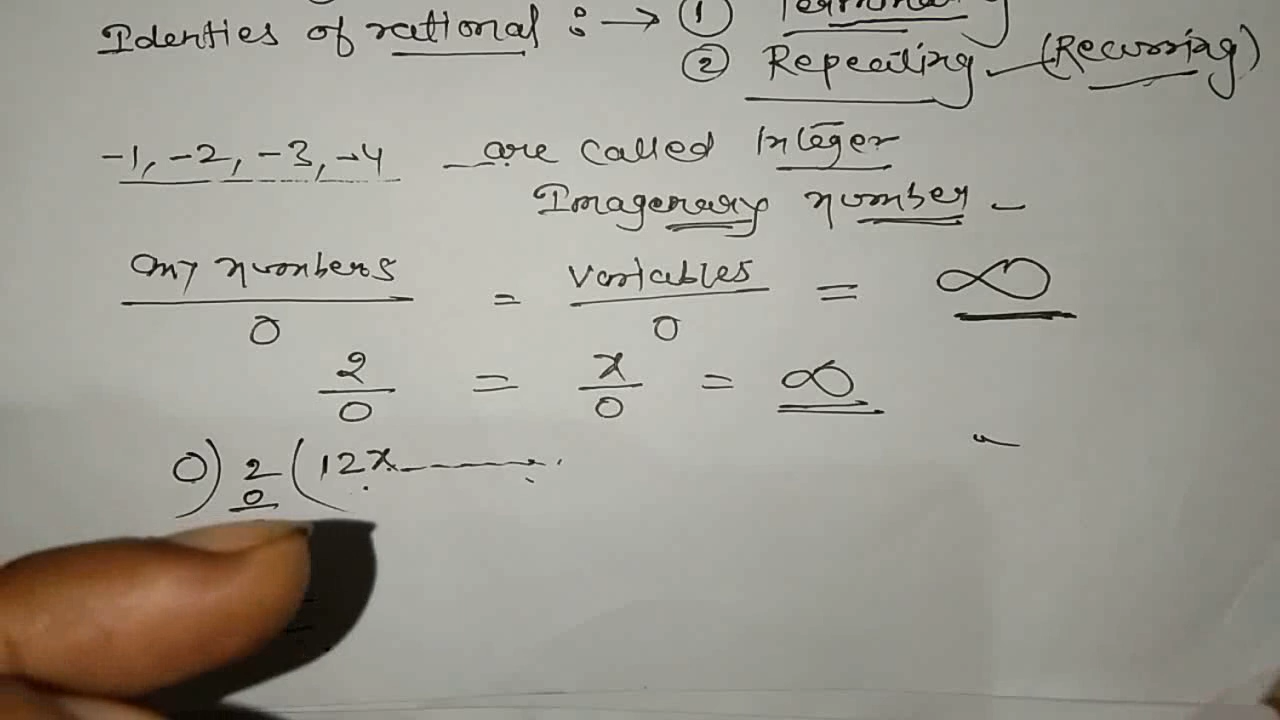 Identies of rational : → ①
② Repeating (Recurring)
-1, -2, -3, -4 are called Integer
Imagenary number -
any numbers / 0 = variables / 0 = ∞
2/0 = x/0 = ∞
0) 2 ( 12x
0